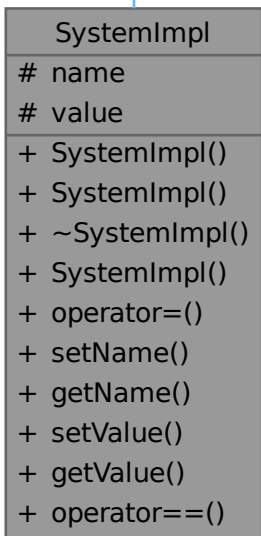 SystemImpl
# name
# value
+ SystemImpl()
+ SystemImpl()
+ ~SystemImpl()
+ SystemImpl()
+ operator=()
+ setName()
+ getName()
+ setValue()
+ getValue()
+ operator==()